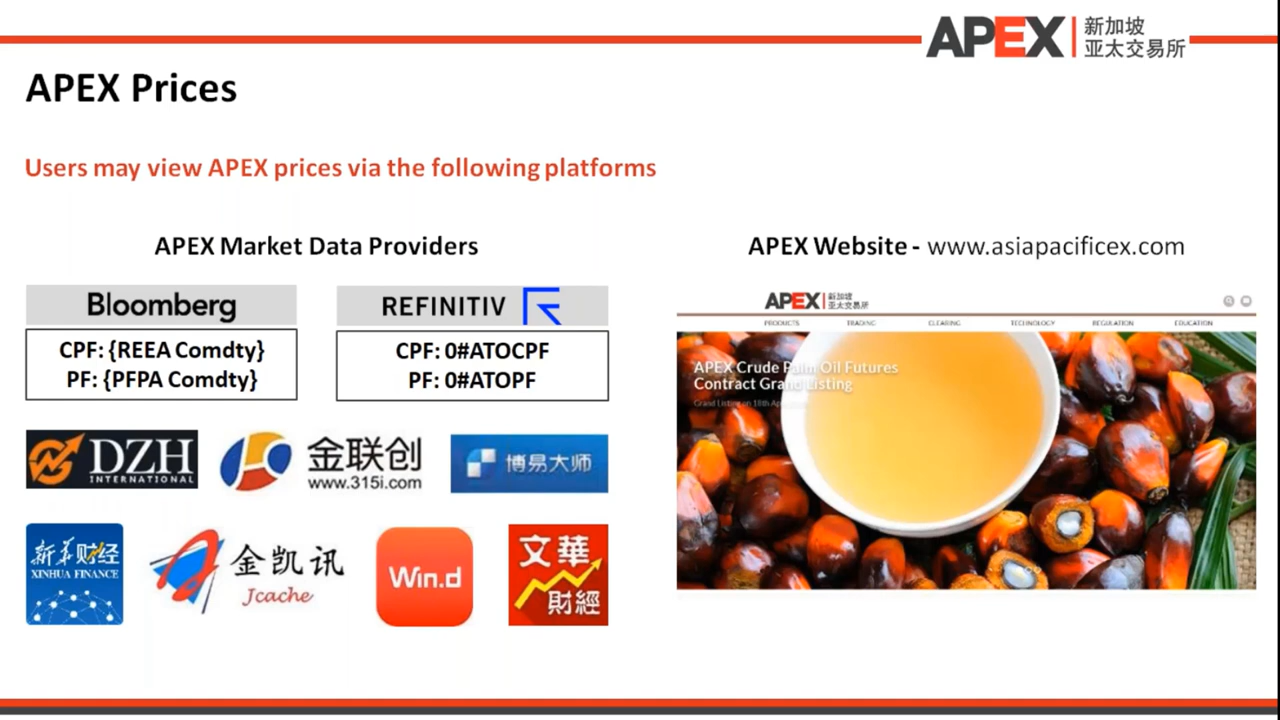 APEX
新加坡
亚太交易所
APEX Prices
Users may view APEX prices via the following platforms
APEX Market Data Providers
Bloomberg
CPF: {REEA Comdty}
PF: {PFPA Comdty}
REFINITIV
CPF: 0#ATOCPF
PF: 0#ATOPF
DZH
INTERNATIONAL
金联创
www.315i.com
博易大师
新华财经
XINHUA FINANCE
金凯讯
Jcache
Win.d
文華
財經
APEX Website - www.asiapacificex.com
APEX
新加坡
亚太交易所
PRODUCTS TRADING CLEARING TECHNOLOGY REGULATION EDUCATION
APEX Crude Palm Oil Futures
Contract Grand Listing
Grand Listing on 18th